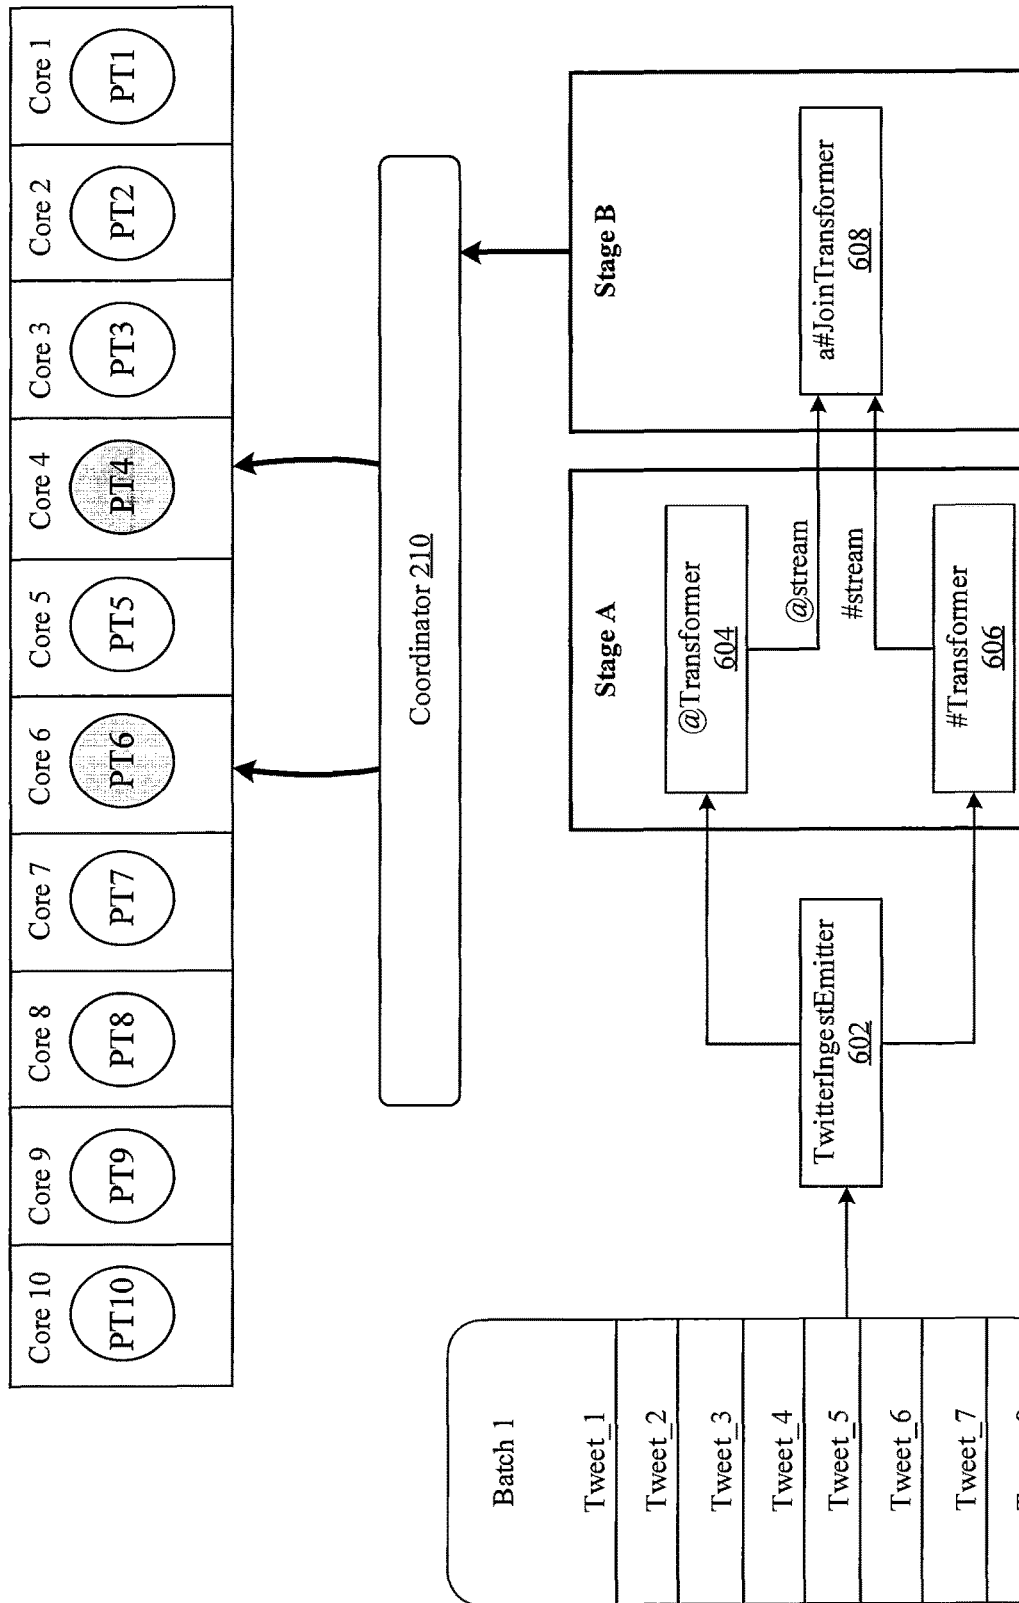 Core 10
Core 9
Core 8
Core 7
Core 6
Core 5
Core 4
Core 3
Core 2
Core 1
PT10
PT9
PT8
PT7
PT6
PT5
PT4
PT3
PT2
PT1
Coordinator 210
Batch 1
Tweet_1
Tweet_2
Tweet_3
Tweet_4
Tweet_5
Tweet_6
Tweet_7
TwitterIngestEmitter
602
Stage A
@Transformer
604
@stream
#stream
#Transformer
606
Stage B
a#JoinTransformer
608